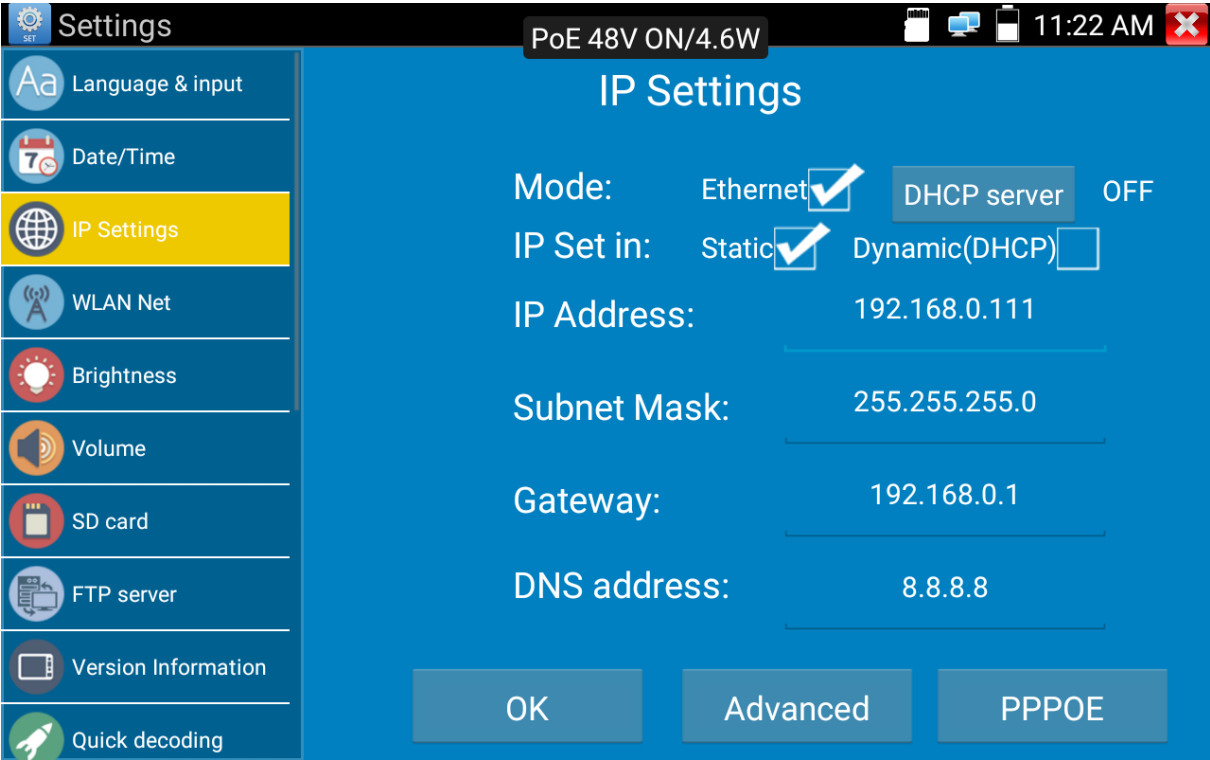 SET
Settings
PoE 48V ON/4.6W
11:22 AM
Aa Language & input
7 Date/Time
IP Settings
WLAN Net
Brightness
Volume
SD card
FTP server
Version Information
Quick decoding
IP Settings
Mode: Ethernet DHCP server OFF
IP Set in: Static Dynamic(DHCP)
IP Address: 192.168.0.111
Subnet Mask: 255.255.255.0
Gateway: 192.168.0.1
DNS address: 8.8.8.8
OK Advanced PPPOE